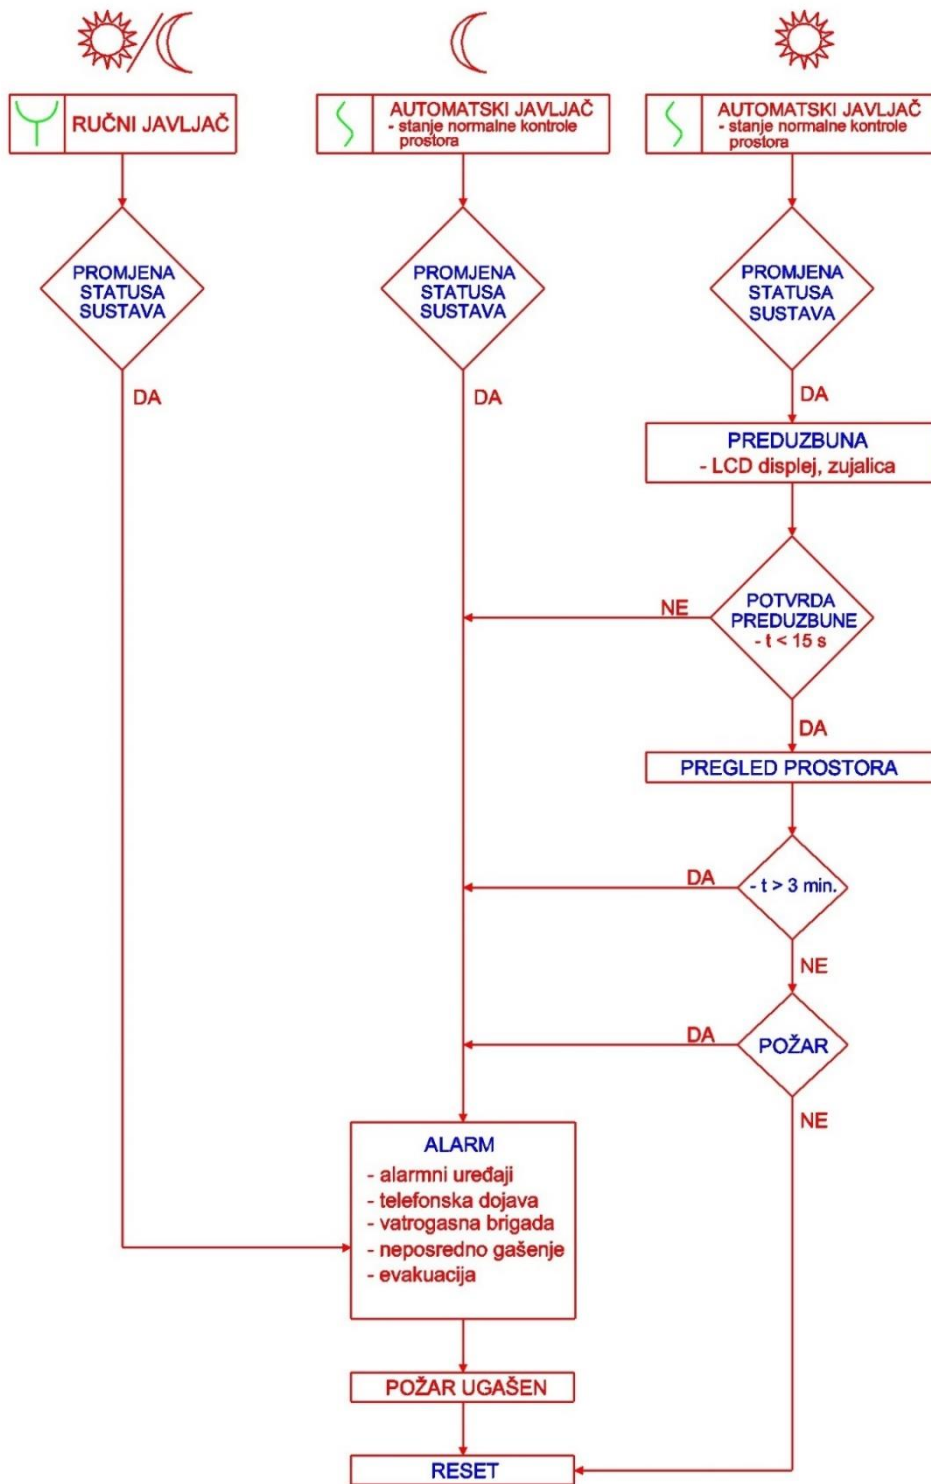 RUČNI JAVLJAČ
AUTOMATSKI JAVLJAČ
- stanje normalne kontrole
prostora
AUTOMATSKI JAVLJAČ
- stanje normalne kontrole
prostora
PROMJENA
STATUSA
SUSTAVA
PROMJENA
STATUSA
SUSTAVA
PROMJENA
STATUSA
SUSTAVA
DA
DA
DA
PREDUZBUNA
- LCD displej, zujalica
NE
POTVRDA
PREDUZBUNE
- t < 15 s
DA
PREGLED PROSTORA
DA
- t > 3 min.
NE
DA
POŽAR
NE
ALARM
- alarmni uređaji
- telefonska dojava
- vatrogasna brigada
- neposredno gašenje
- evakuacija
POŽAR UGAŠEN
RESET